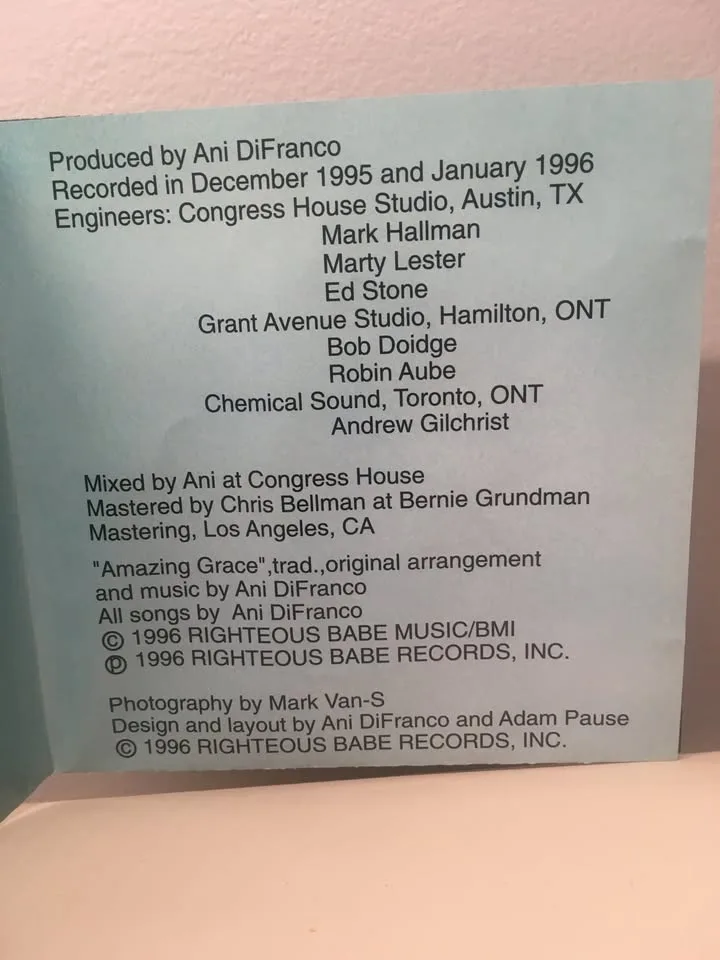 Produced by Ani DiFranco
Recorded in December 1995 and January 1996
Engineers: Congress House Studio, Austin, TX
Mark Hallman
Marty Lester
Ed Stone
Grant Avenue Studio, Hamilton, ONT
Bob Doidge
Robin Aube
Chemical Sound, Toronto, ONT
Andrew Gilchrist
Mixed by Ani at Congress House
Mastered by Chris Bellman at Bernie Grundman
Mastering, Los Angeles, CA
"Amazing Grace",trad.,original arrangement
and music by Ani DiFranco
All songs by Ani DiFranco
© 1996 RIGHTEOUS BABE MUSIC/BMI
℗ 1996 RIGHTEOUS BABE RECORDS, INC.
Photography by Mark Van-S
Design and layout by Ani DiFranco and Adam Pause
© 1996 RIGHTEOUS BABE RECORDS, INC.